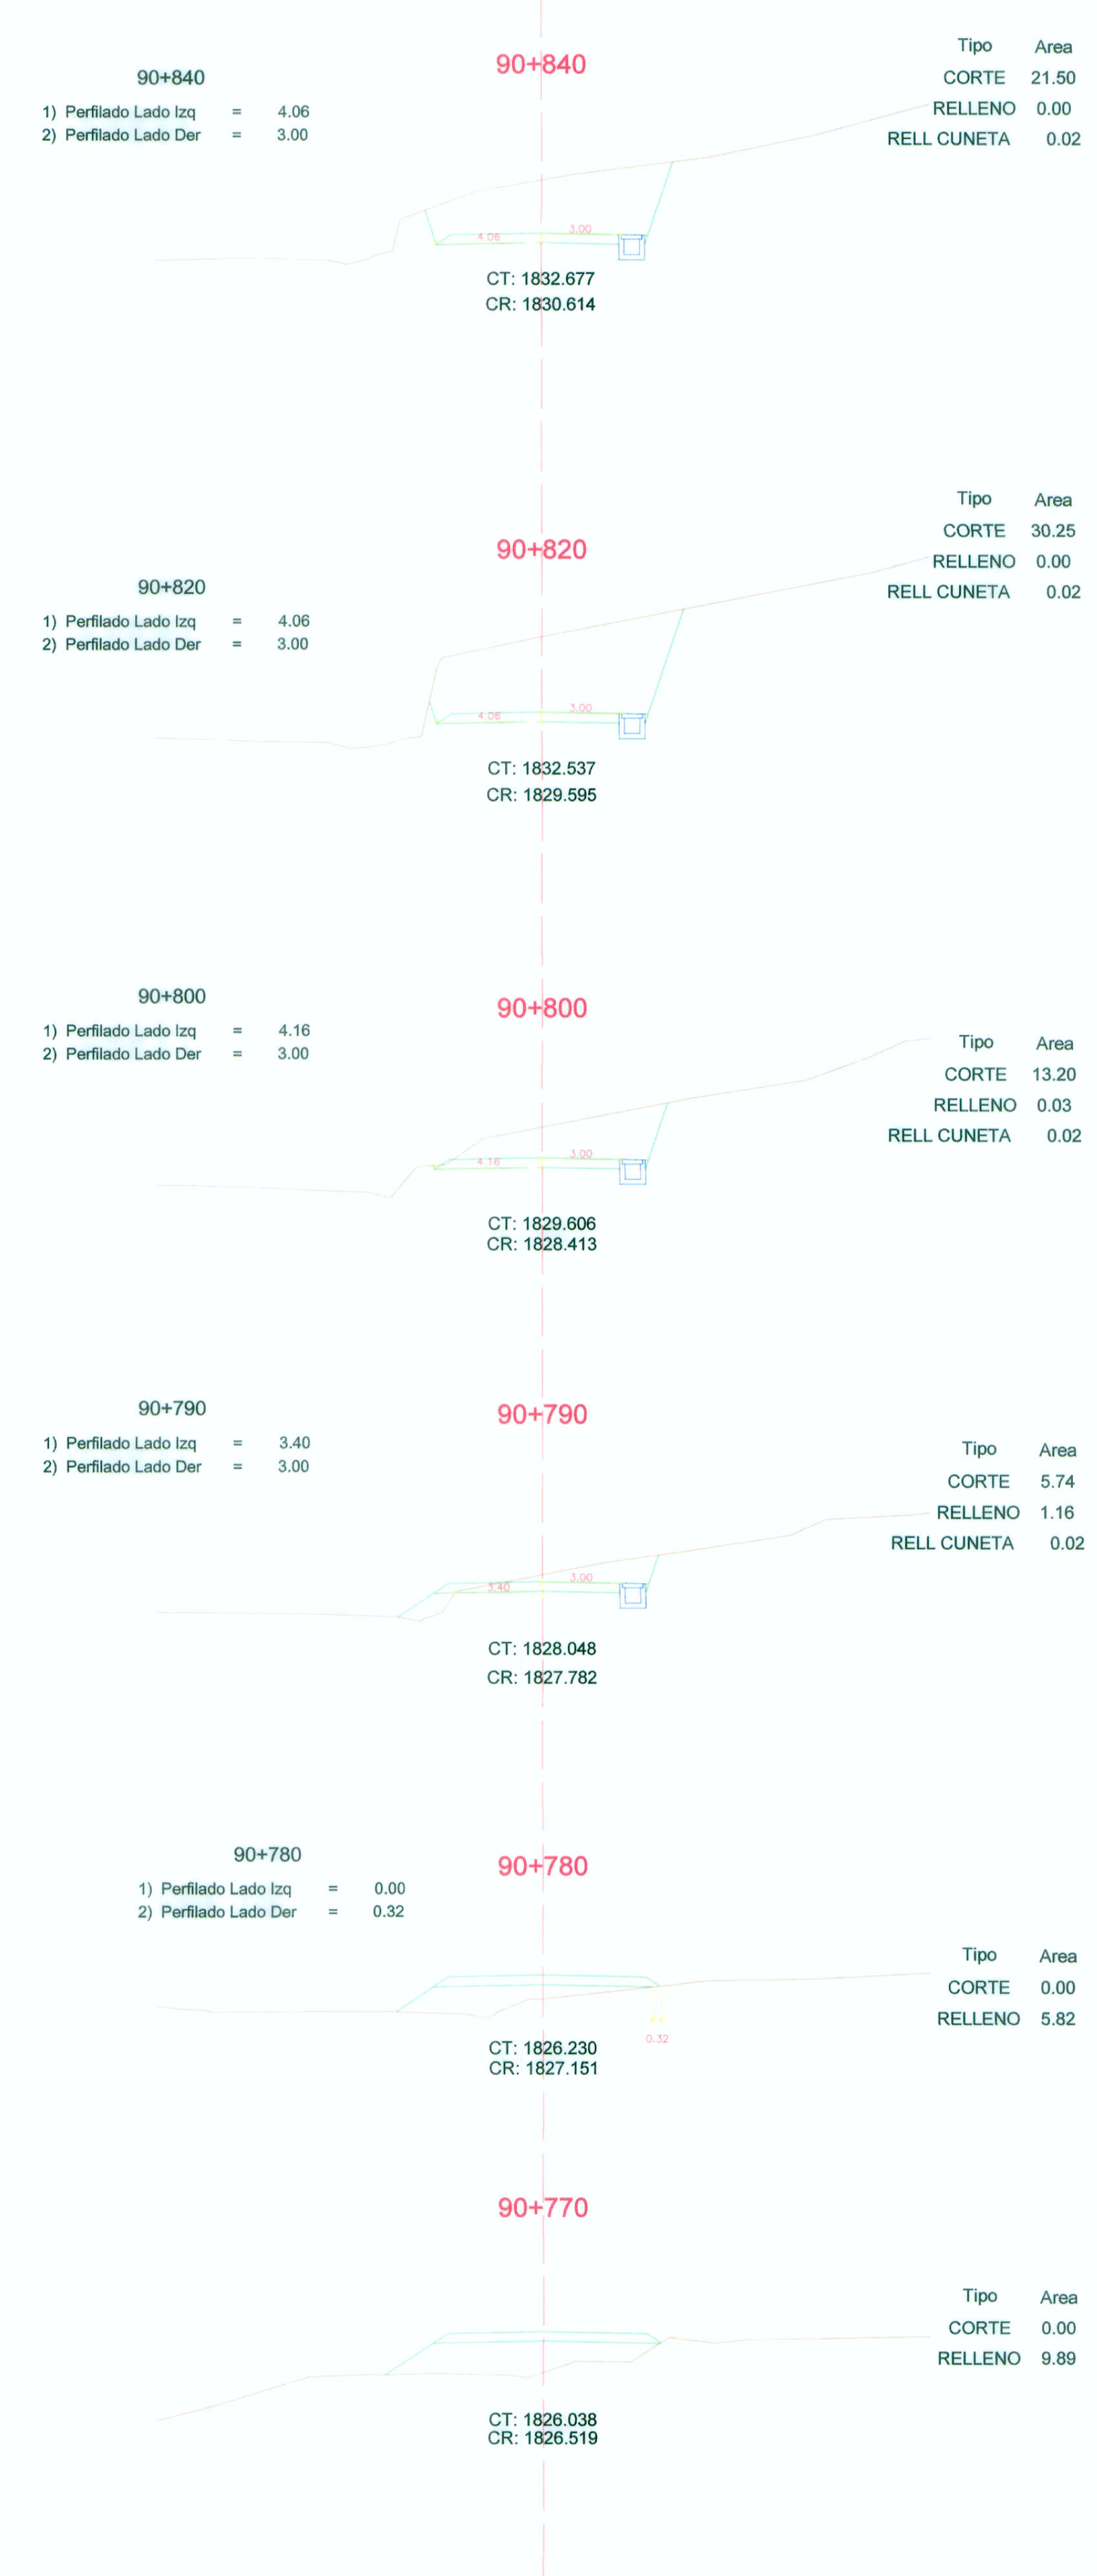 90+840
90+840
Tipo Area
CORTE 21.50
RELLENO 0.00
RELL CUNETA 0.02
1) Perfilado Lado Izq = 4.06
2) Perfilado Lado Der = 3.00
4.06 3.00
CT: 1832.677
CR: 1830.614
90+820
90+820
Tipo Area
CORTE 30.25
RELLENO 0.00
RELL CUNETA 0.02
1) Perfilado Lado Izq = 4.06
2) Perfilado Lado Der = 3.00
4.06 3.00
CT: 1832.537
CR: 1829.595
90+800
90+800
1) Perfilado Lado Izq = 4.16
2) Perfilado Lado Der = 3.00
Tipo Area
CORTE 13.20
RELLENO 0.03
RELL CUNETA 0.02
4.16 3.00
CT: 1829.606
CR: 1828.413
90+790
90+790
1) Perfilado Lado Izq = 3.40
2) Perfilado Lado Der = 3.00
Tipo Area
CORTE 5.74
RELLENO 1.16
RELL CUNETA 0.02
3.40 3.00
CT: 1828.048
CR: 1827.782
90+780
90+780
1) Perfilado Lado Izq = 0.00
2) Perfilado Lado Der = 0.32
Tipo Area
CORTE 0.00
RELLENO 5.82
0.32
CT: 1826.230
CR: 1827.151
90+770
Tipo Area
CORTE 0.00
RELLENO 9.89
CT: 1826.038
CR: 1826.519